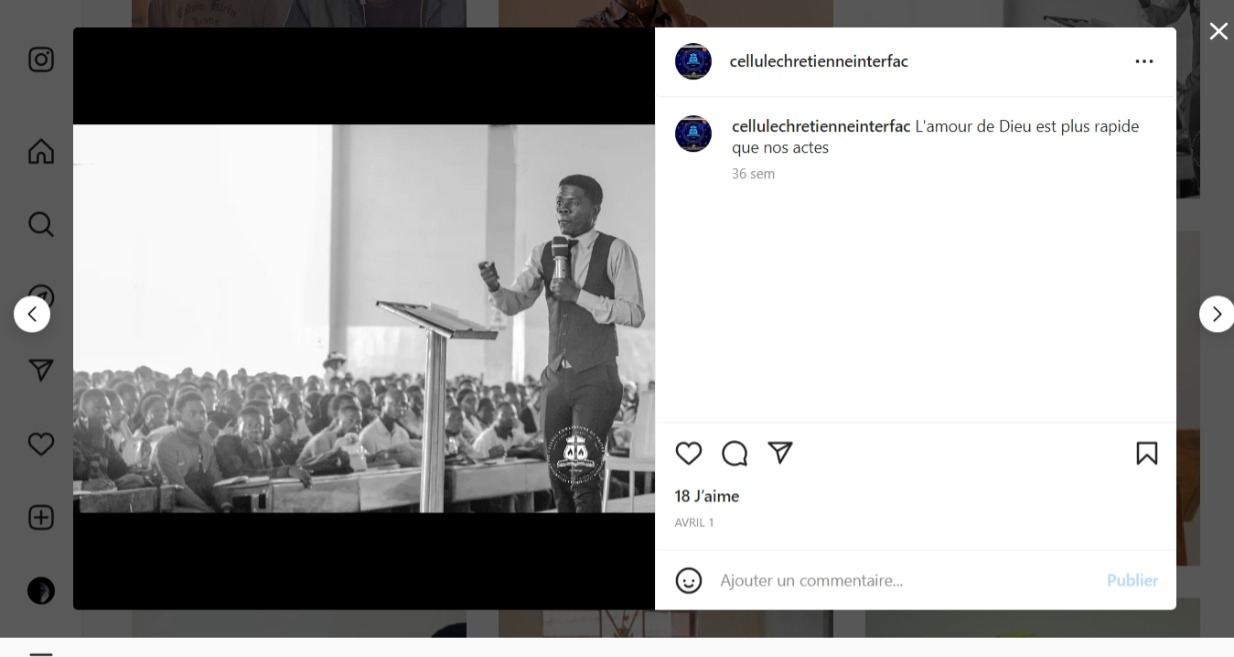 cellulechretienneinterfac
cellulechretienneinterfac L'amour de Dieu est plus rapide
que nos actes
36 sem
18 J'aime
AVRIL 1
Ajouter un commentaire...
Publier